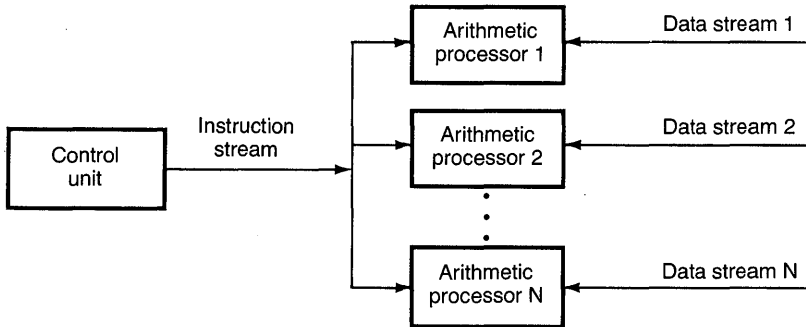 Arithmetic
processor 1
Data stream 1
Instruction
stream
Control
unit
Arithmetic
processor 2
Data stream 2
Arithmetic
processor N
Data stream N